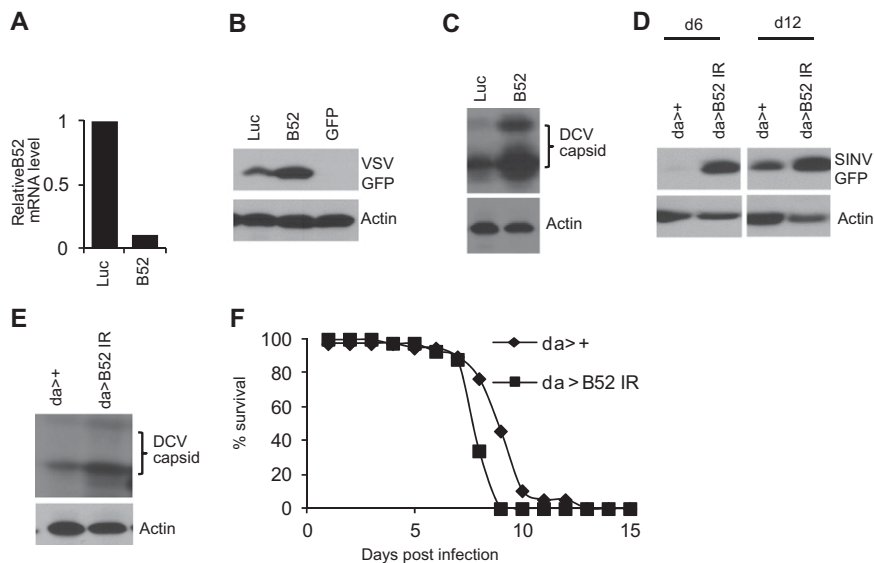 A
RelativeB52
mRNA level
1
0.5
0
Luc
B52
B
Luc
B52
GFP
VSV
GFP
Actin
C
Luc
B52
DCV
capsid
Actin
D
d6
d12
da>+
da>B52 IR
da>+
da>B52 IR
SINV
GFP
Actin
E
da>+
da>B52 IR
DCV
capsid
Actin
F
% survival
100
80
60
40
20
0
0
5
10
15
Days post infection
da>+
da>B52 IR